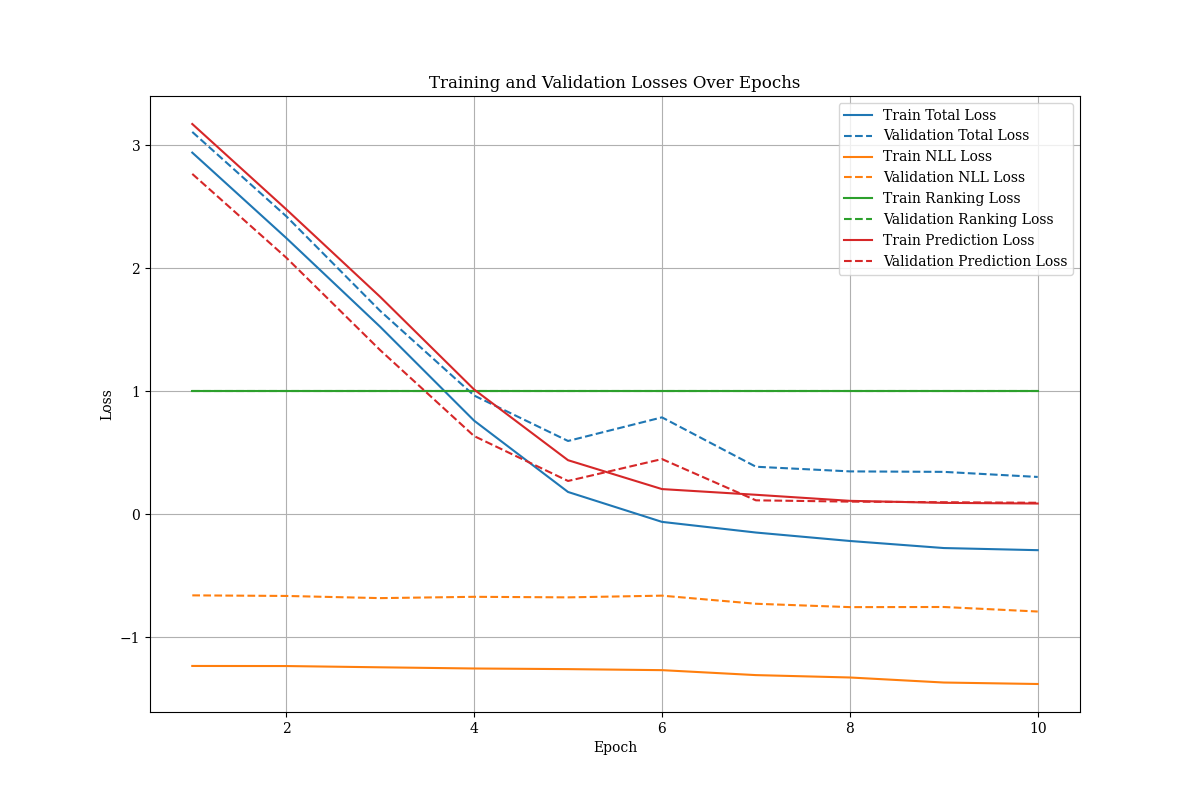 Training and Validation Losses Over Epochs
Train Total Loss
Validation Total Loss
Train NLL Loss
Validation NLL Loss
Train Ranking Loss
Validation Ranking Loss
Train Prediction Loss
Validation Prediction Loss
3
2
1
0
−1
Loss
2
4
6
8
10
Epoch